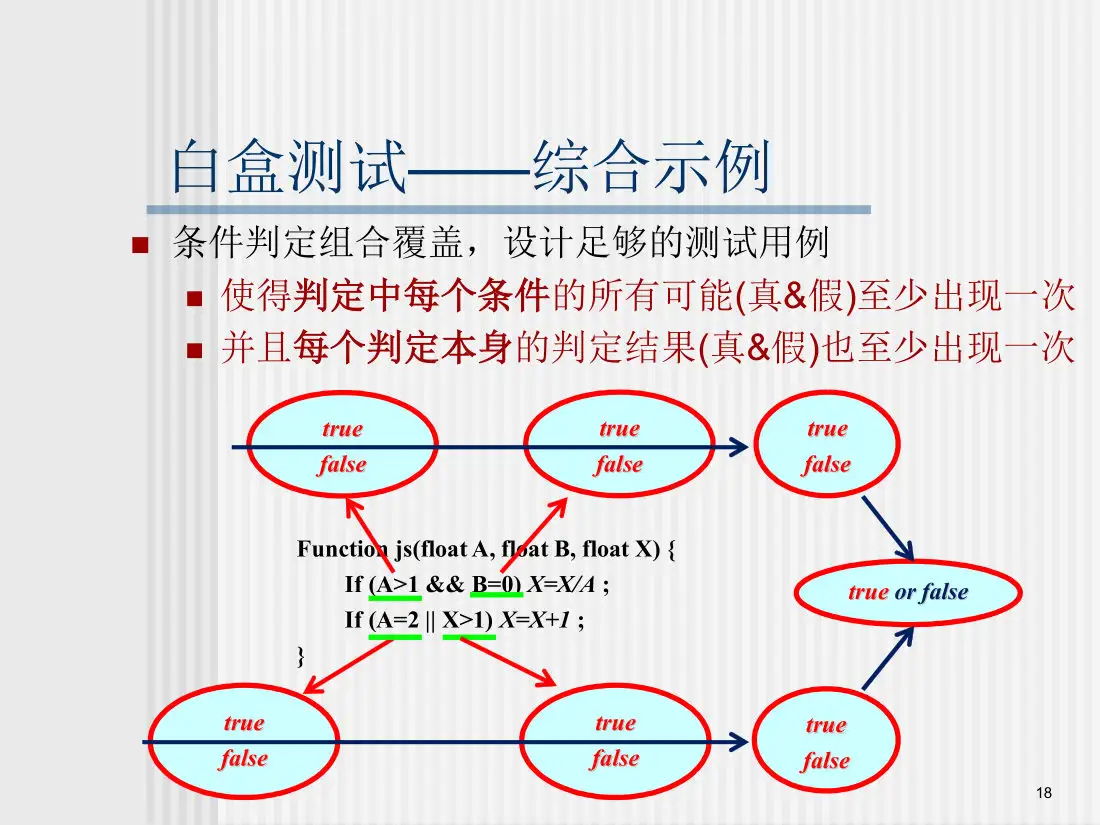 白盒测试——综合示例
条件判定组合覆盖，设计足够的测试用例
使得判定中每个条件的所有可能(真&假)至少出现一次
并且每个判定本身的判定结果(真&假)也至少出现一次
true
false
true
false
true
false
Function js(float A, float B, float X) {
If (A>1 && B=0) X=X/A ;
If (A=2 || X>1) X=X+1 ;
}
true or false
true
false
true
false
true
false
18